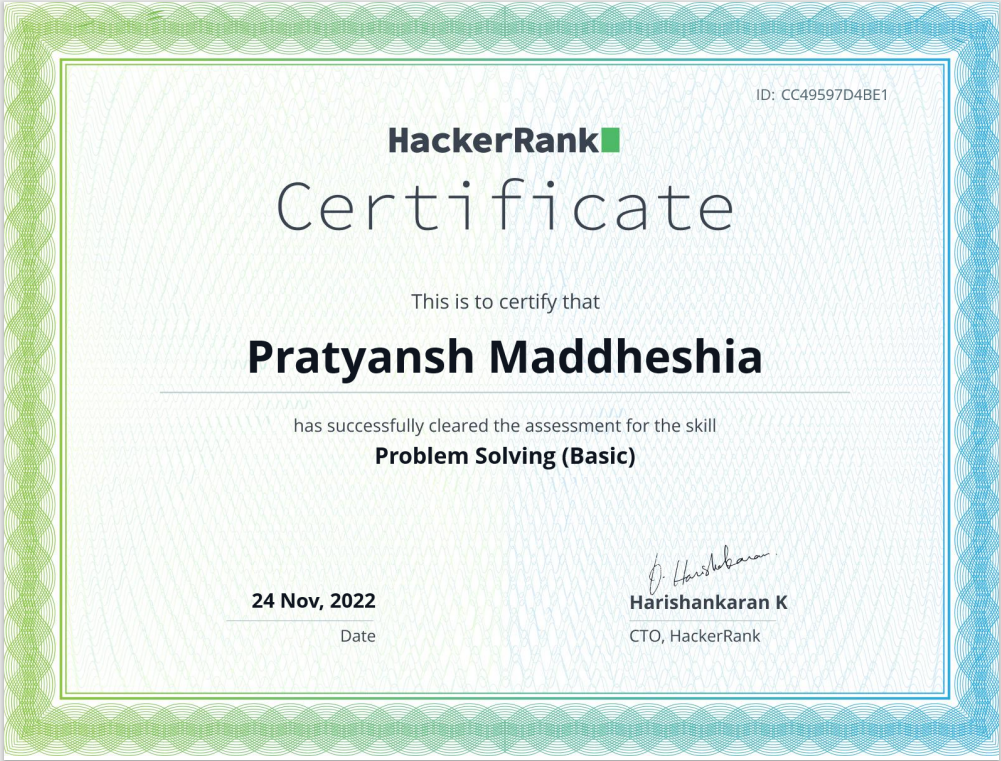 ID: CC49597D4BE1
HackerRank
Certificate
This is to certify that
Pratyansh Maddheshia
has successfully cleared the assessment for the skill
Problem Solving (Basic)
24 Nov, 2022
Date
Harishankaran K
CTO, HackerRank